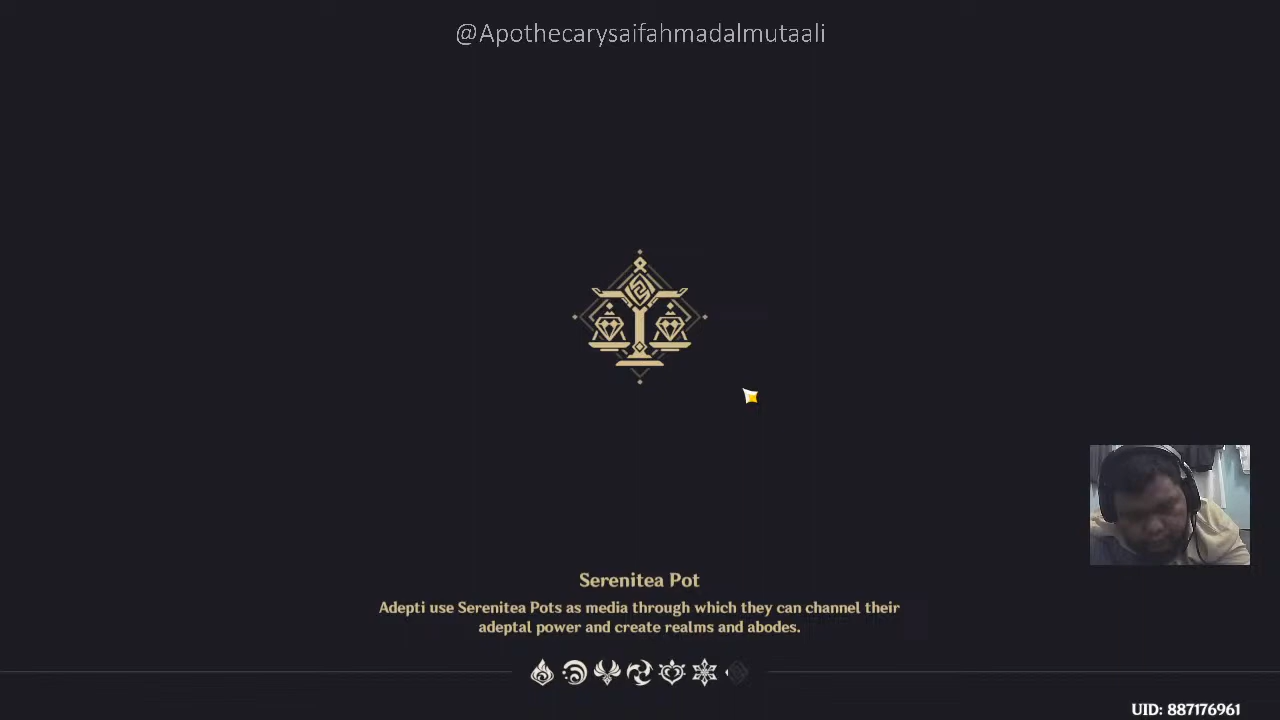 @Apothecarysaifahmadalmutaali
Serenitea Pot
Adepti use Serenitea Pots as media through which they can channel their
adeptal power and create realms and abodes.
UID: 887176961